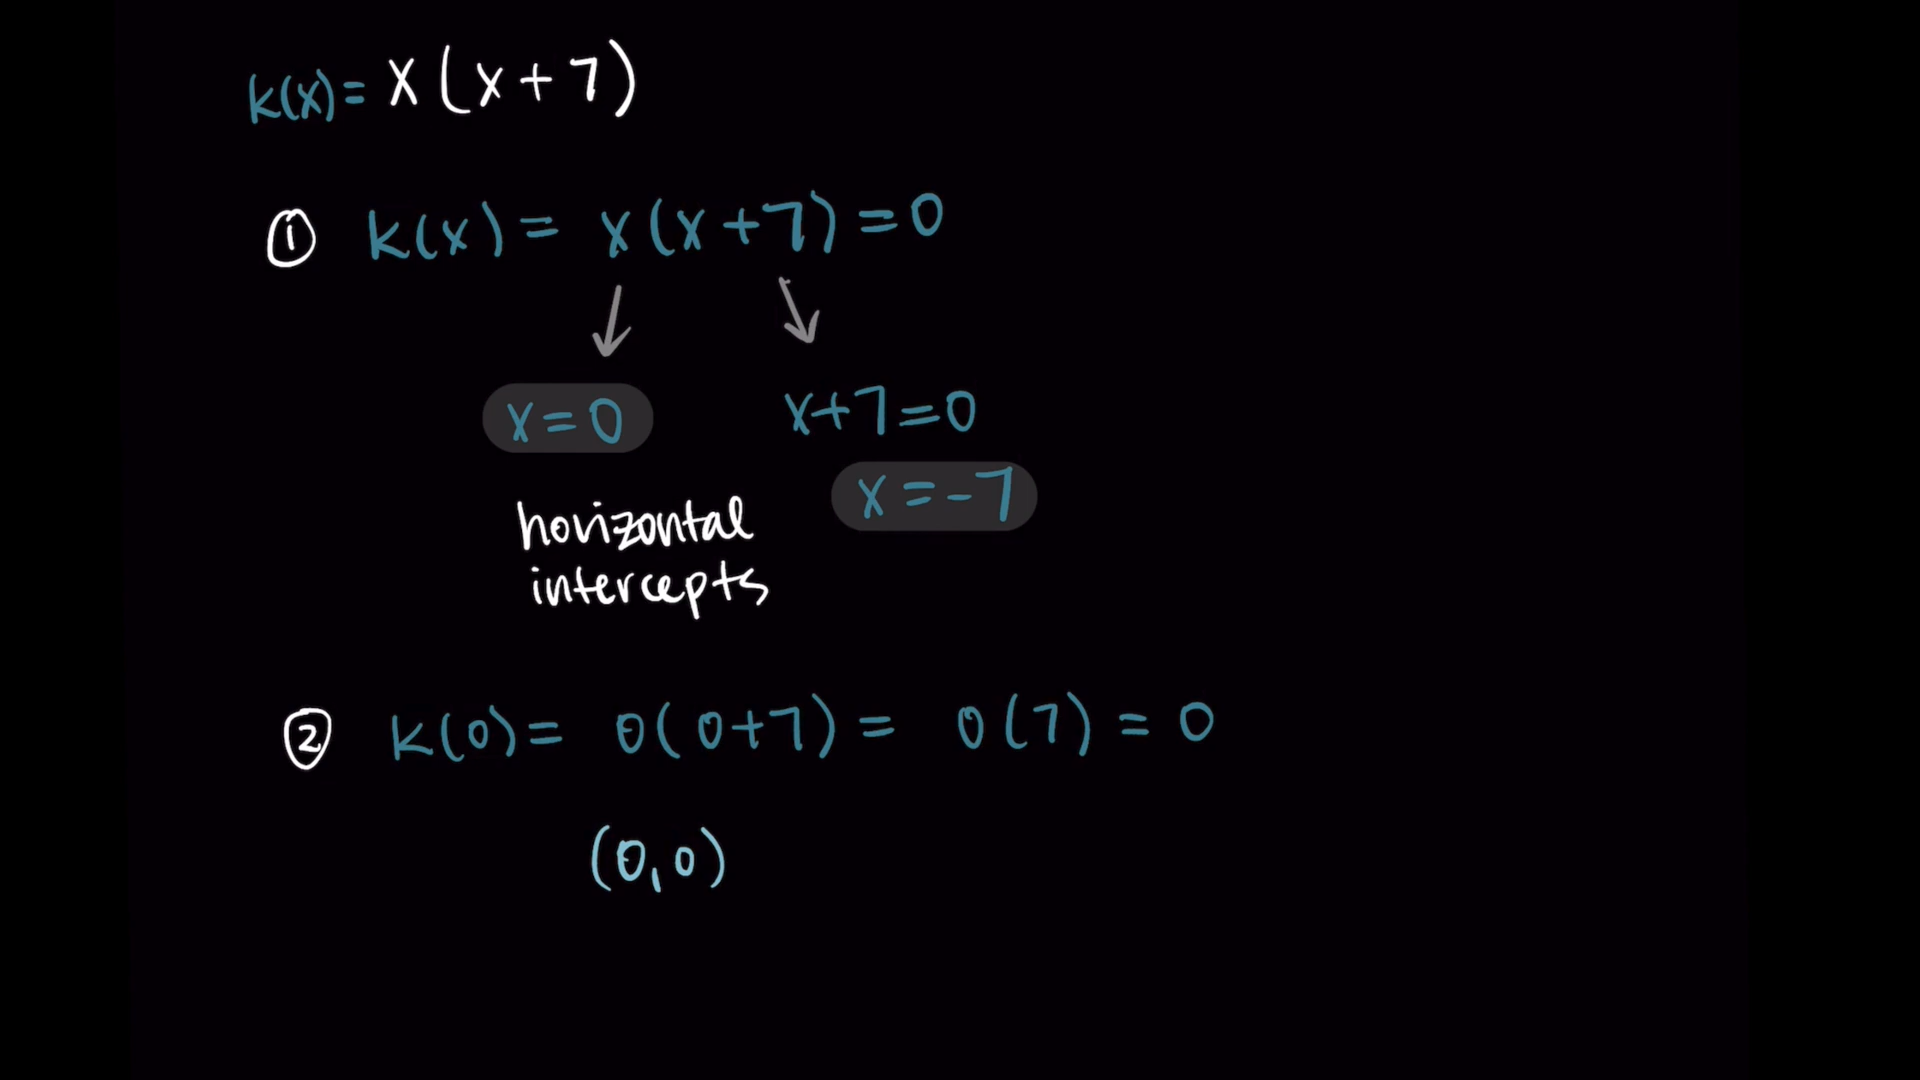 k(x)= x(x+7)
① k(x)= x(x+7)=0
x=0 x+7=0
x=-7
horizontal
intercepts
② k(0)= 0(0+7)= 0(7)=0
(0,0)